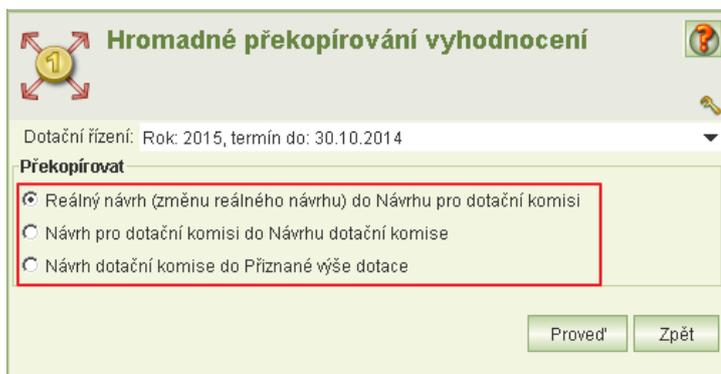 Hromadné překopírování vyhodnocení
Dotační řízení: Rok: 2015, termín do: 30.10.2014
Překopírovat
Reálný návrh (změnu reálného návrhu) do Návrhu pro dotační komisi
Návrh pro dotační komisi do Návrhu dotační komise
Návrh dotační komise do Přiznané výše dotace
Proveď Zpět